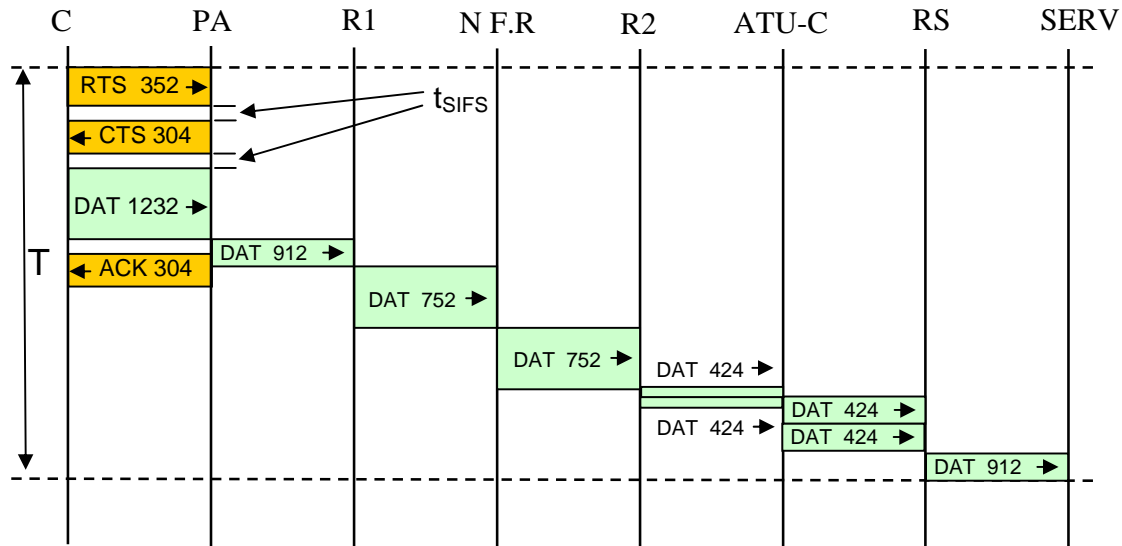 C PA R1 N F.R R2 ATU-C RS SERV
RTS 352
tSIFS
CTS 304
DAT 1232
DAT 912
T
ACK 304
DAT 752
DAT 752
DAT 424
DAT 424
DAT 424
DAT 424
DAT 912